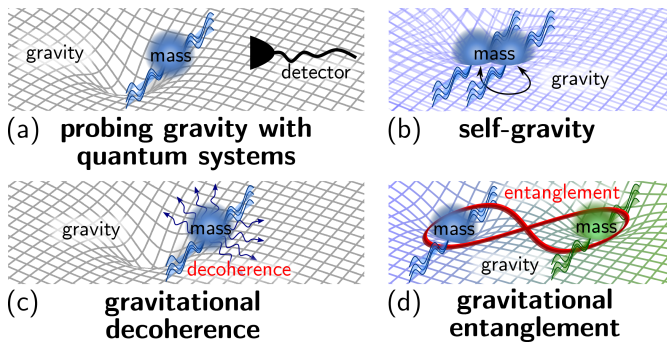 gravity
mass
detector
(a) probing gravity with
quantum systems
mass
gravity
(b) self-gravity
gravity
mass
decoherence
(c) gravitational
decoherence
entanglement
mass
mass
gravity
(d) gravitational
entanglement